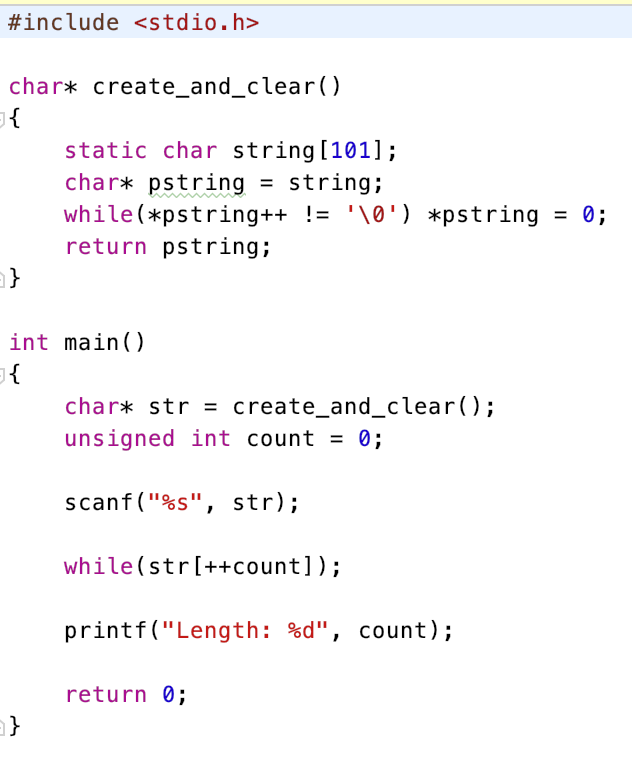 #include <stdio.h>
char* create_and_clear()
{
    static char string[101];
    char* pstring = string;
    while(*pstring++ != '\0') *pstring = 0;
    return pstring;
}
int main()
{
    char* str = create_and_clear();
    unsigned int count = 0;
    scanf("%s", str);
    while(str[++count]);
    printf("Length: %d", count);
    return 0;
}